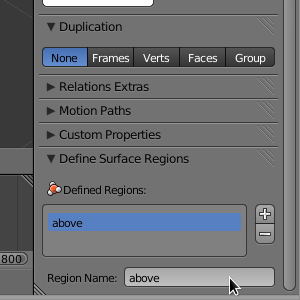 Duplication
None Frames Verts Faces Group
Relations Extras
Motion Paths
Custom Properties
Define Surface Regions
Defined Regions:
above
800
Region Name: above